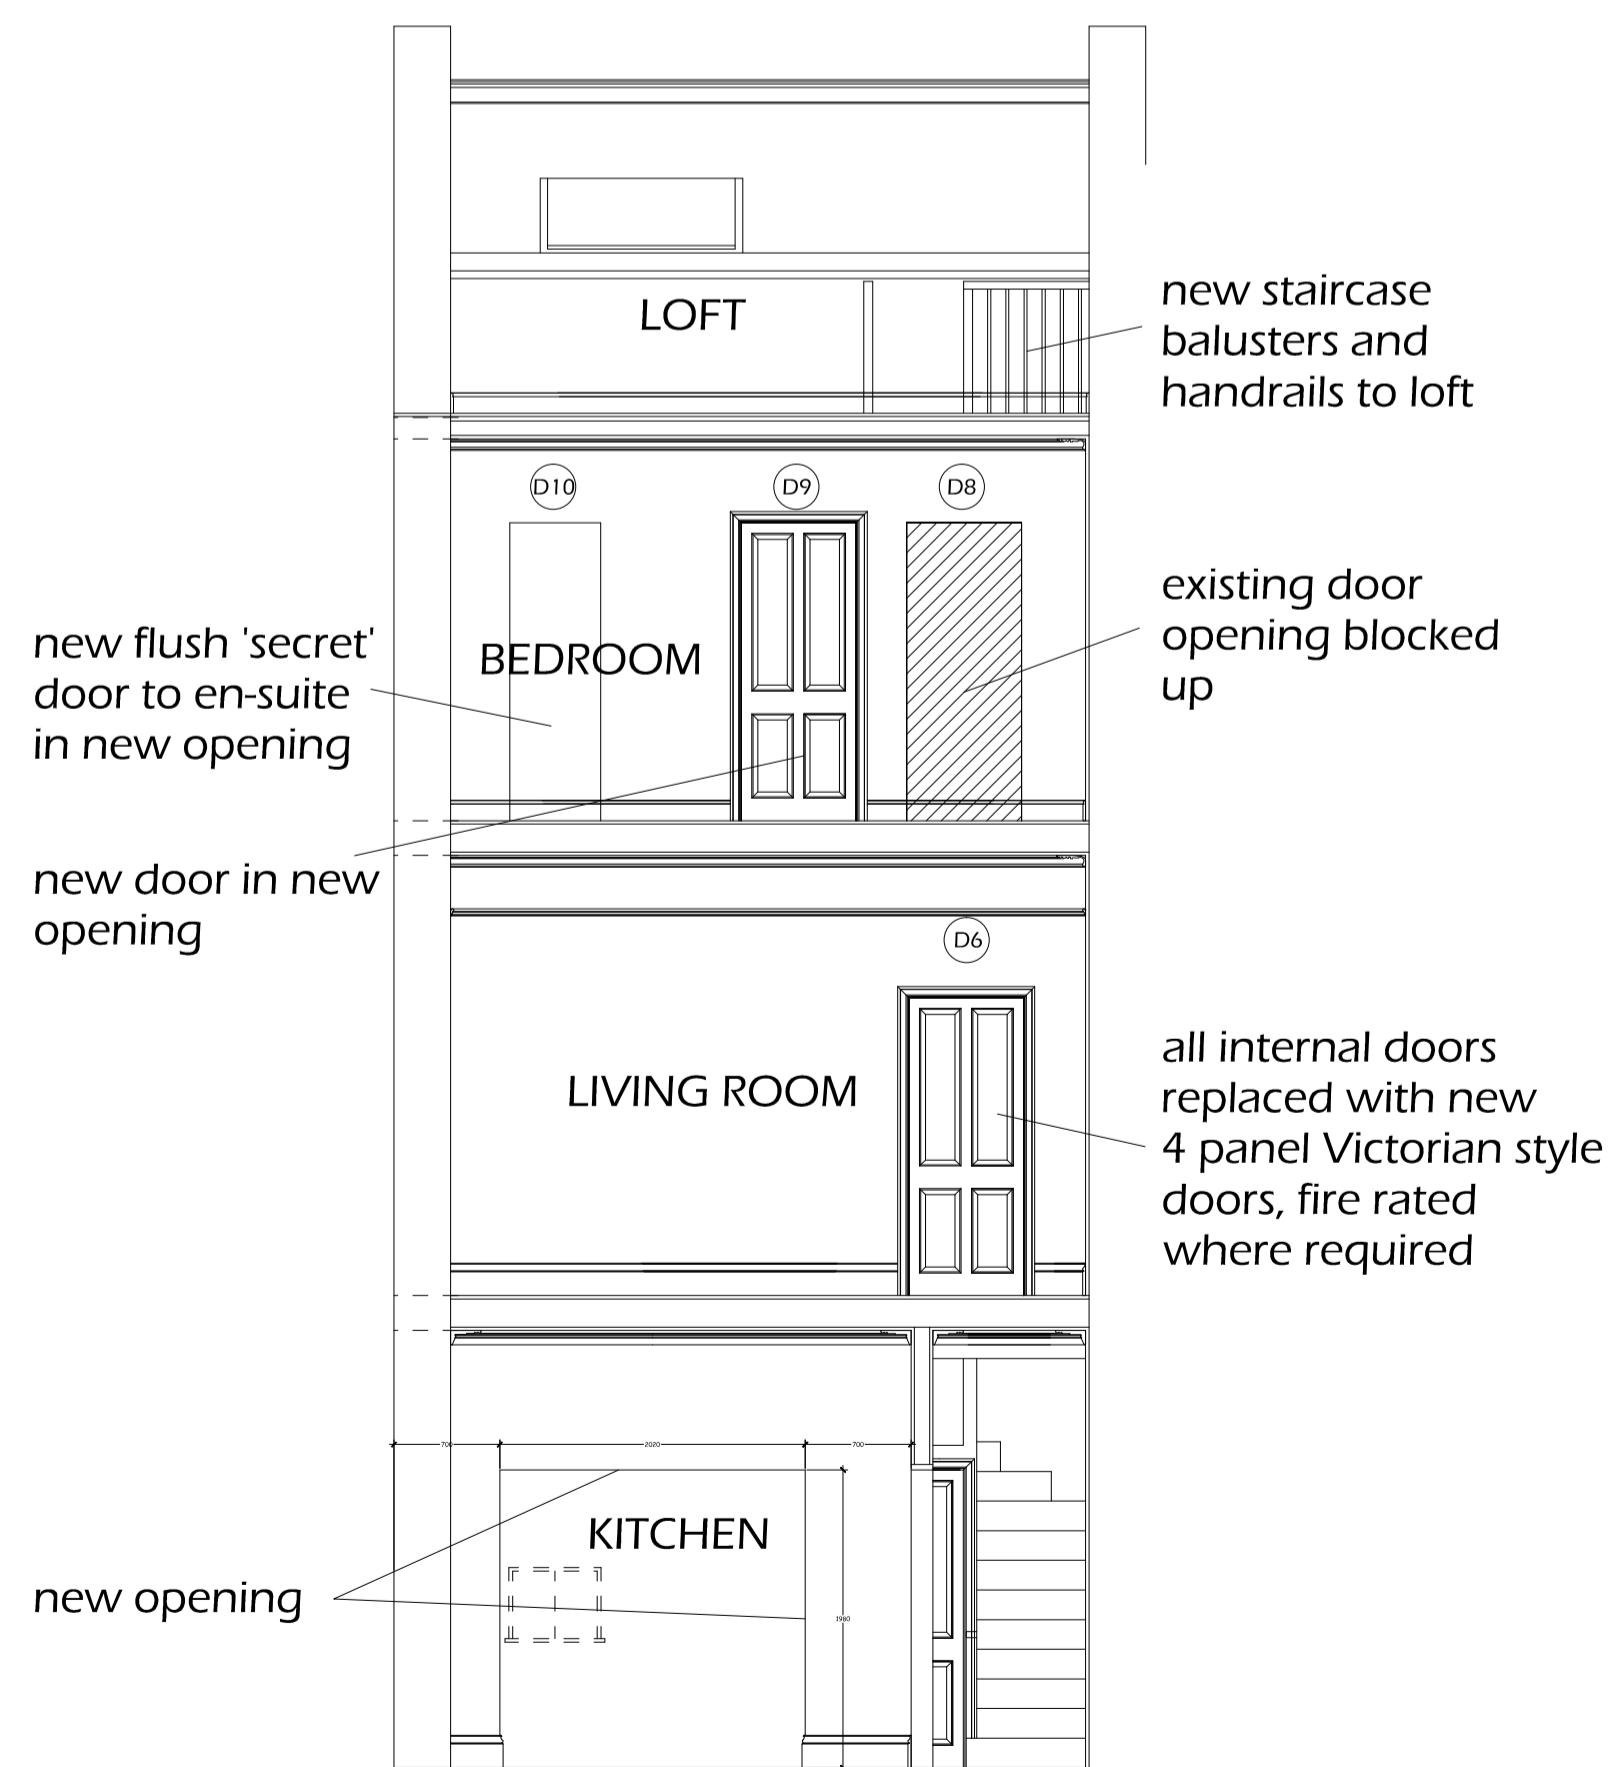 LOFT
new staircase
balusters and
handrails to loft
D10
D9
D8
existing door
opening blocked
up
new flush 'secret'
door to en-suite
in new opening
BEDROOM
new door in new
opening
D6
LIVING ROOM
all internal doors
replaced with new
4 panel Victorian style
doors, fire rated
where required
700
2020
700
KITCHEN
new opening
1980